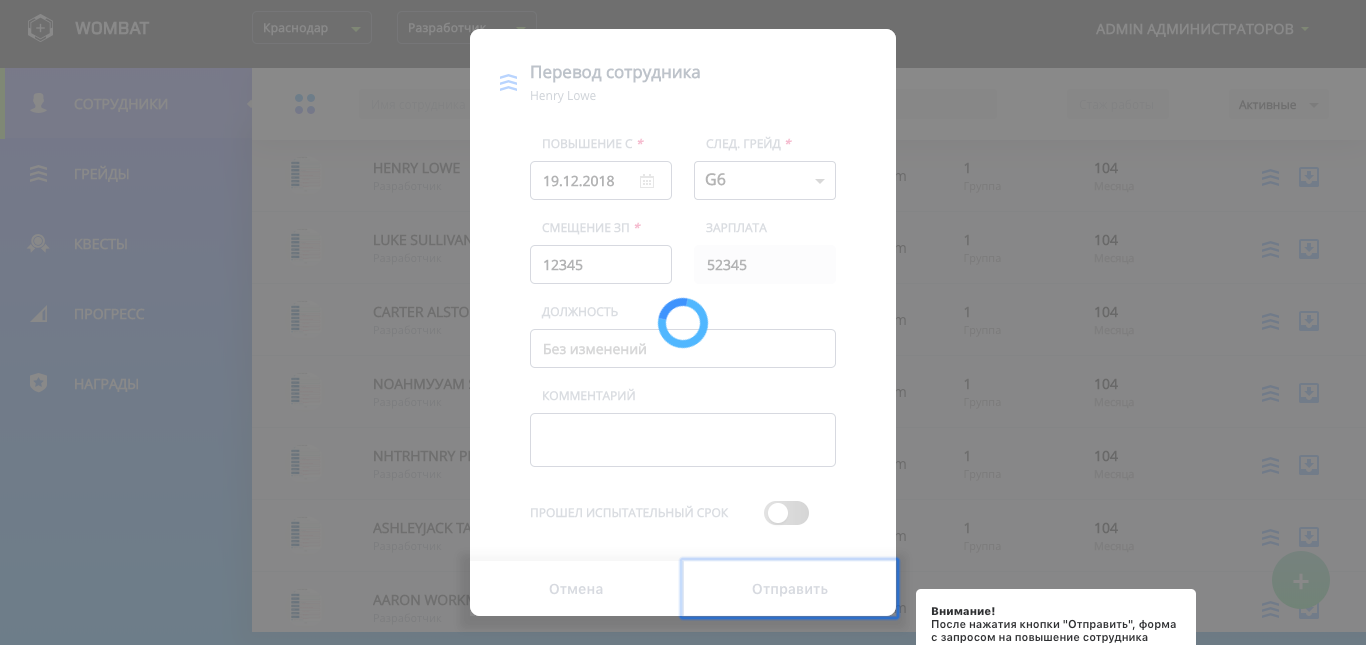 WOMBAT
Краснодар
Разработчик
ADMIN АДМИНИСТРАТОРОВ
СОТРУДНИКИ
ГРЕЙДЫ
КВЕСТЫ
ПРОГРЕСС
НАГРАДЫ
Активные
Перевод сотрудника
Henry Lowe
ПОВЫШЕНИЕ С *
СЛЕД. ГРЕЙД *
19.12.2018
G6
СМЕЩЕНИЕ ЗП *
ЗАРПЛАТА
12345
52345
ДОЛЖНОСТЬ
Без изменений
КОММЕНТАРИЙ
ПРОШЕЛ ИСПЫТАТЕЛЬНЫЙ СРОК
Отмена
Отправить
HENRY LOWE
Разработчик
1
Группа
104
Месяца
LUKE SULLIVAN
Разработчик
1
Группа
104
Месяца
CARTER ALSTO
Разработчик
1
Группа
104
Месяца
Разработчик
1
Группа
104
Месяца
Разработчик
1
Группа
104
Месяца
ASHLEYJACK TA
Разработчик
1
Группа
104
Месяца
AARON WORKM
Разработчик
Внимание!
После нажатия кнопки "Отправить", форма
с запросом на повышение сотрудника